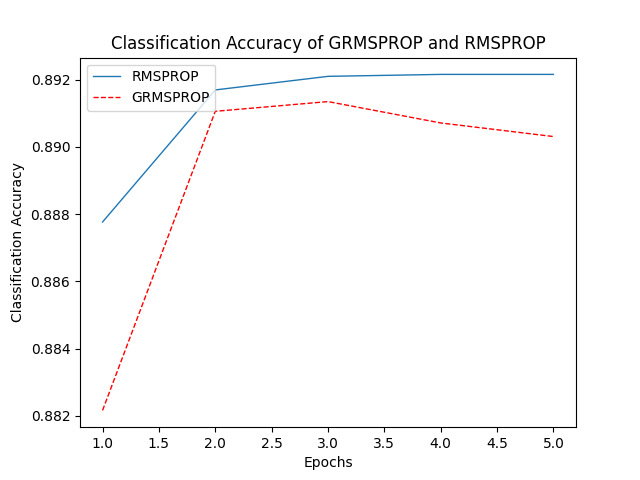 Classification Accuracy of GRMSPROP and RMSPROP
RMSPROP
GRMSPROP
Classification Accuracy
0.892
0.890
0.888
0.886
0.884
0.882
1.0 1.5 2.0 2.5 3.0 3.5 4.0 4.5 5.0
Epochs